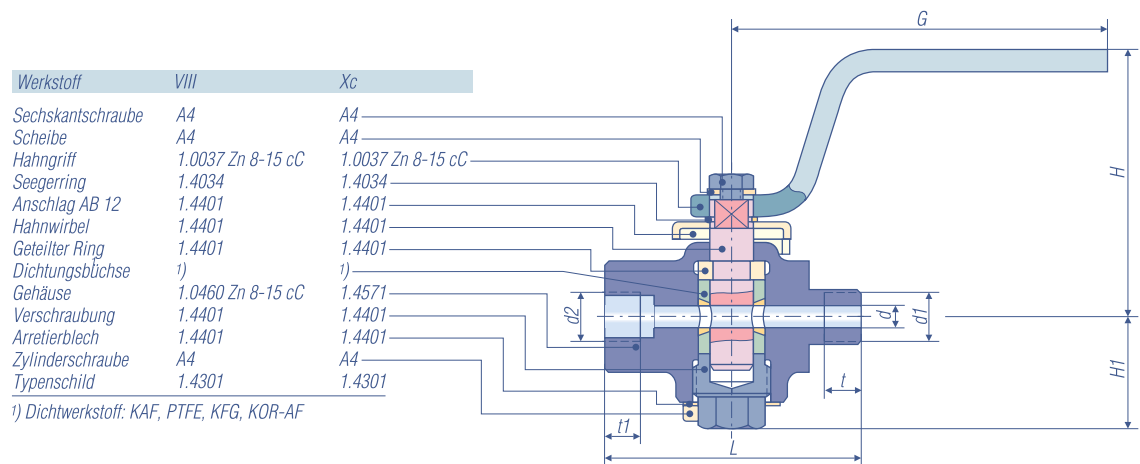 Werkstoff VIII Xc
Sechskantschraube A4 A4
Scheibe A4 A4
Hahngriff 1.0037 Zn 8-15 cC 1.0037 Zn 8-15 cC
Seegerring 1.4034 1.4034
Anschlag AB 12 1.4401 1.4401
Hahnwirbel 1.4401 1.4401
Geteilter Ring 1.4401 1.4401
Dichtungsbüchse 1) 1)
Gehäuse 1.0460 Zn 8-15 cC 1.4571
Verschraubung 1.4401 1.4401
Arretierblech 1.4401 1.4401
Zylinderschraube A4 A4
Typenschild 1.4301 1.4301
1) Dichtwerkstoff: KAF, PTFE, KFG, KOR-AF
G
H
d2
d
d1
H1
t
t1
L